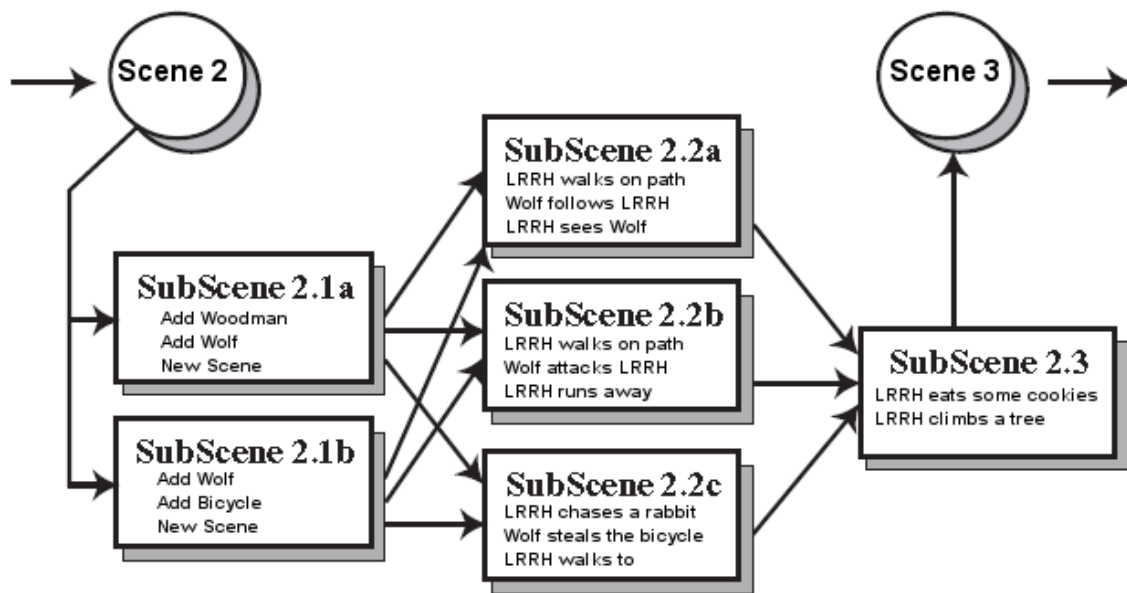 Scene 2
Scene 3
SubScene 2.1a
Add Woodman
Add Wolf
New Scene
SubScene 2.1b
Add Wolf
Add Bicycle
New Scene
SubScene 2.2a
LRRH walks on path
Wolf follows LRRH
LRRH sees Wolf
SubScene 2.2b
LRRH walks on path
Wolf attacks LRRH
LRRH runs away
SubScene 2.2c
LRRH chases a rabbit
Wolf steals the bicycle
LRRH walks to
SubScene 2.3
LRRH eats some cookies
LRRH climbs a tree